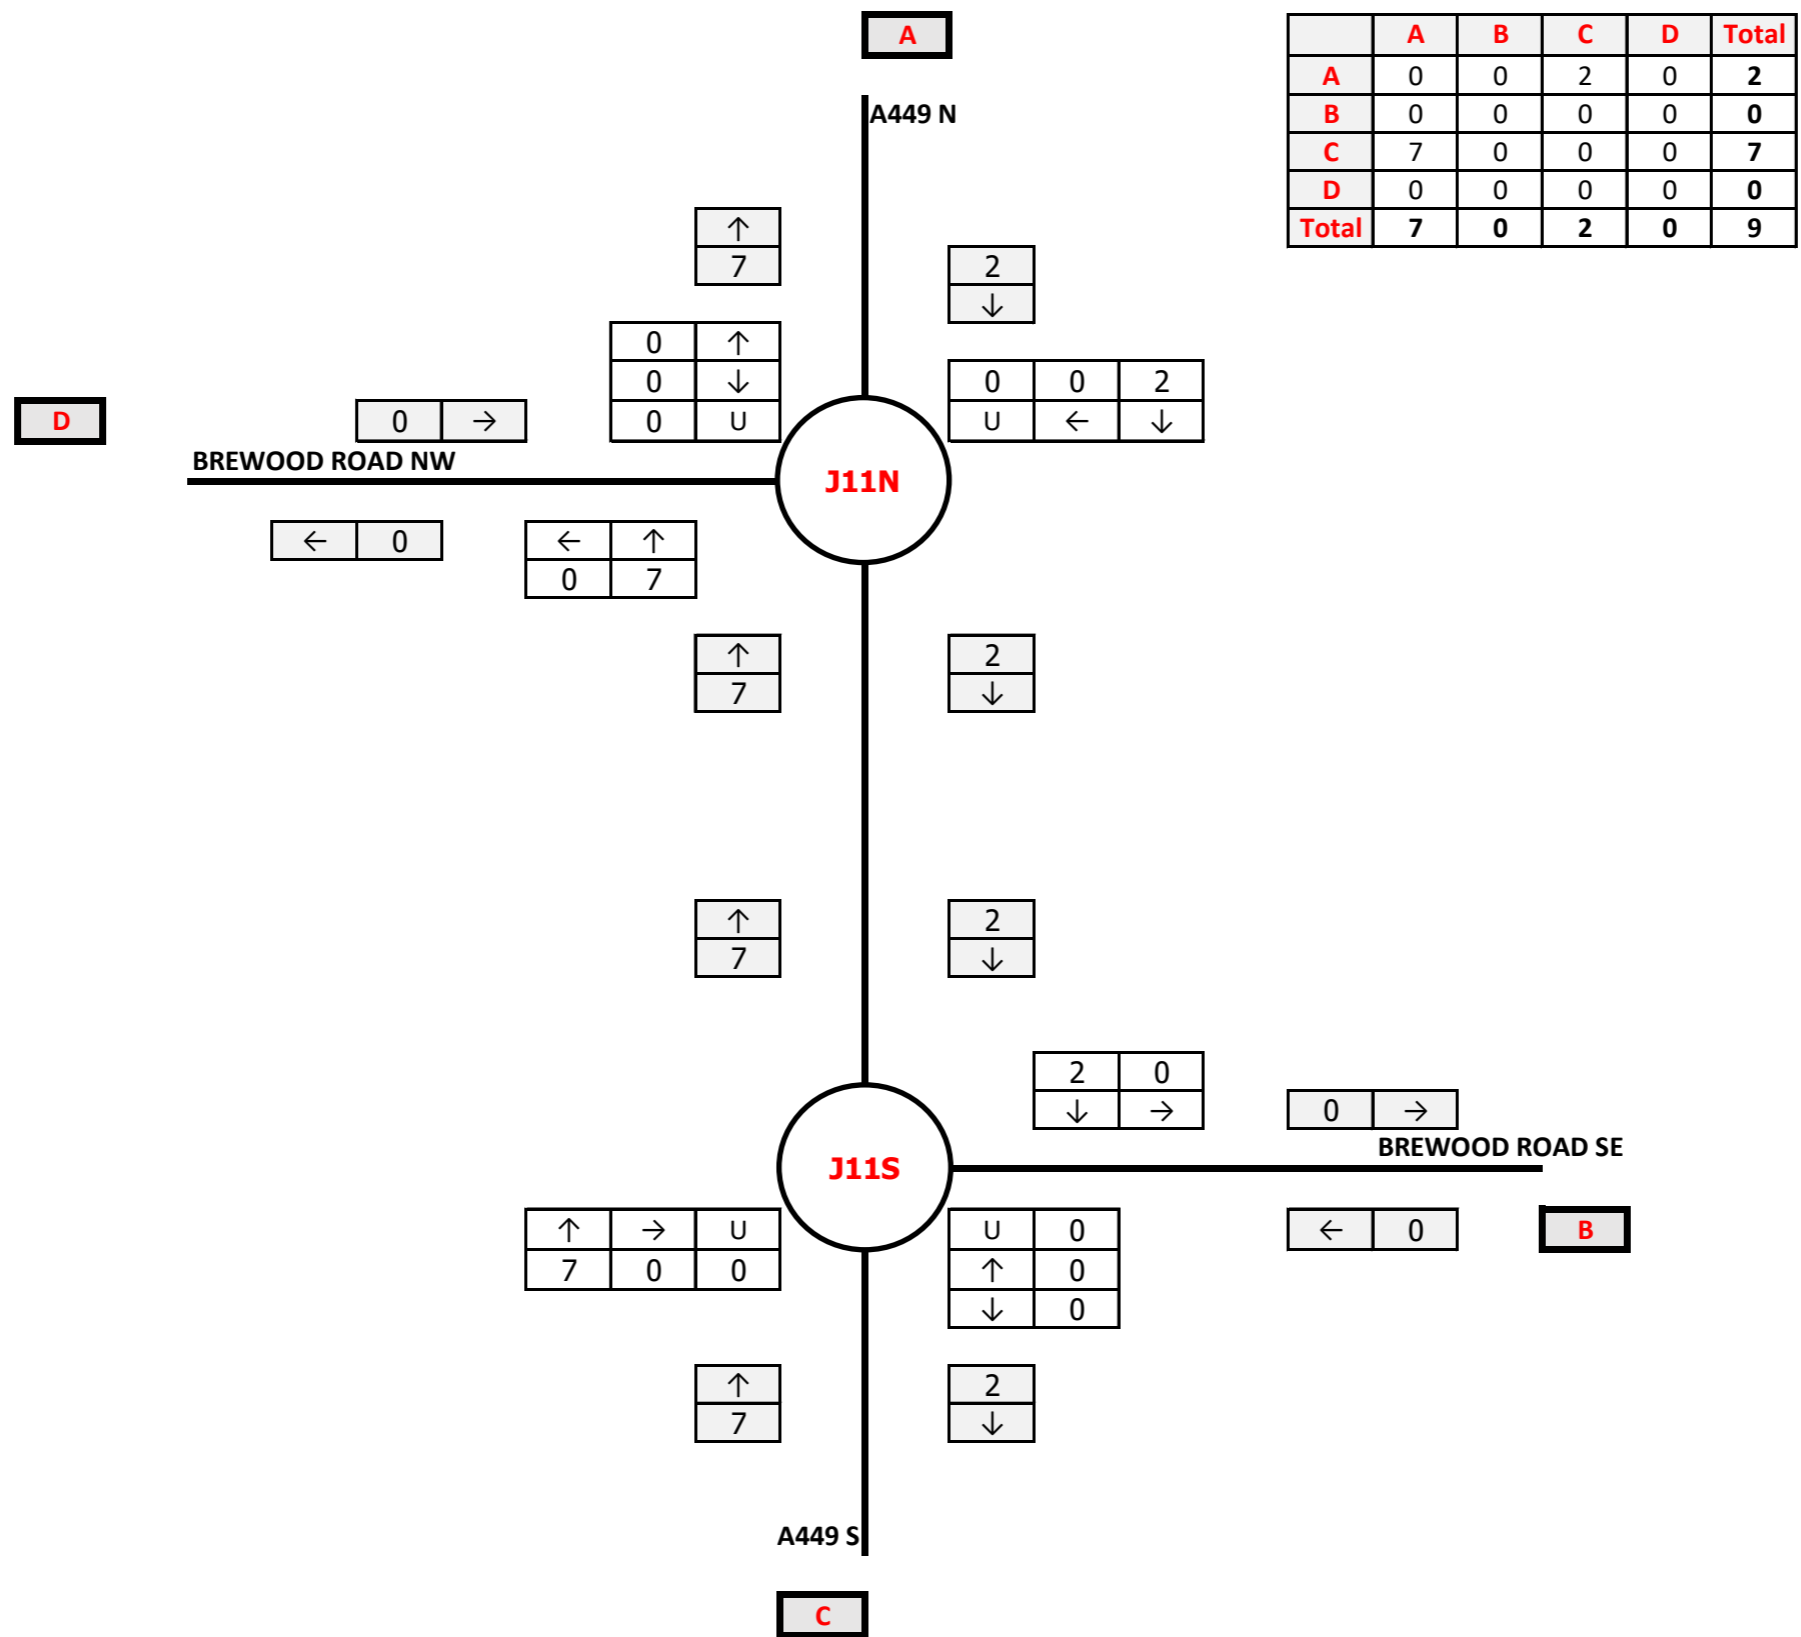 A
A B C D Total
A 0 0 2 0 2
B 0 0 0 0 0
C 7 0 0 0 7
D 0 0 0 0 0
Total 7 0 2 0 9
A449 N
↑
7
2
↓
0 ↑
0 ↓
0 U
0 0 2
U ← ↓
D
0 →
BREWOOD ROAD NW
J11N
← 0
← ↑
0 7
↑
7
2
↓
↑
7
2
↓
2 0
↓ →
0 →
BREWOOD ROAD SE
J11S
↑ → U
7 0 0
U 0
↑ 0
↓ 0
← 0
B
↑
7
2
↓
A449 S
C